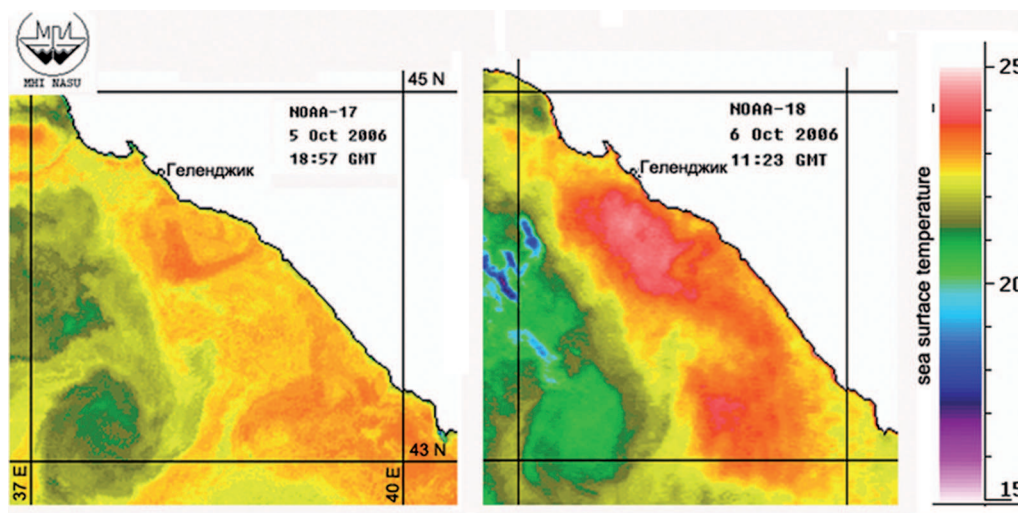 MHI NASU
45 N
NOAA-17
5 Oct 2006
18:57 GMT
Геленджик
43 N
37 E
40 E
NOAA-18
6 Oct 2006
11:23 GMT
Геленджик
sea surface temperature
25
20
15